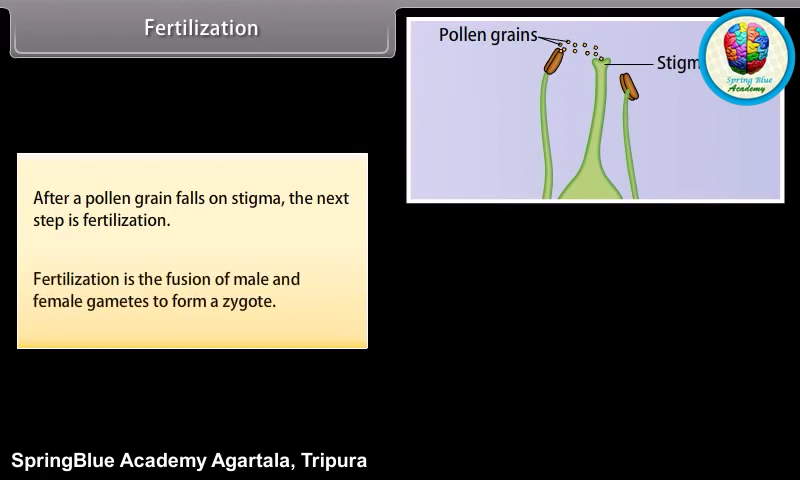 Fertilization
Pollen grains
Stigm
Spring Blue
Academy
After a pollen grain falls on stigma, the next
step is fertilization.
Fertilization is the fusion of male and
female gametes to form a zygote.
SpringBlue Academy Agartala, Tripura